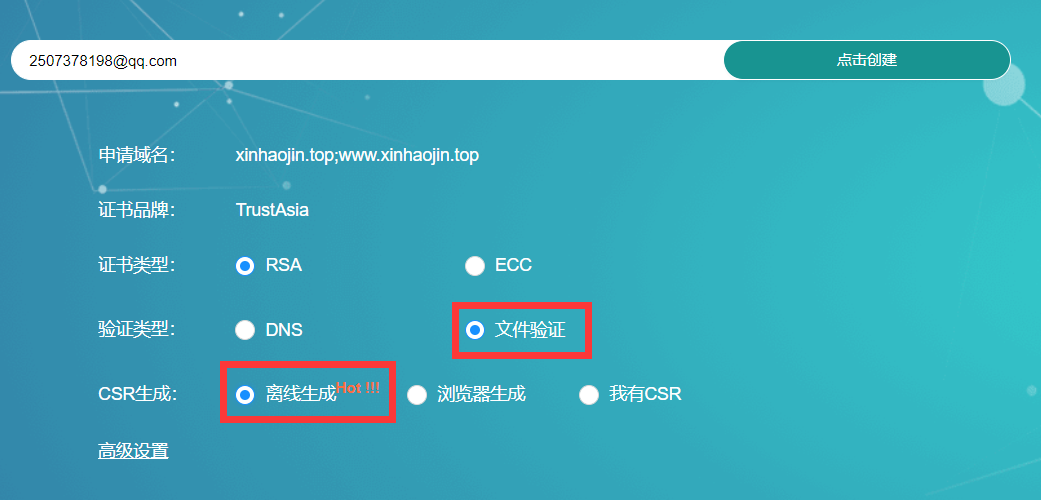 2507378198@qq.com 点击创建
申请域名： xinhaojin.top;www.xinhaojin.top
证书品牌： TrustAsia
证书类型： RSA ECC
验证类型： DNS 文件验证
CSR生成： 离线生成Hot !!! 浏览器生成 我有CSR
高级设置